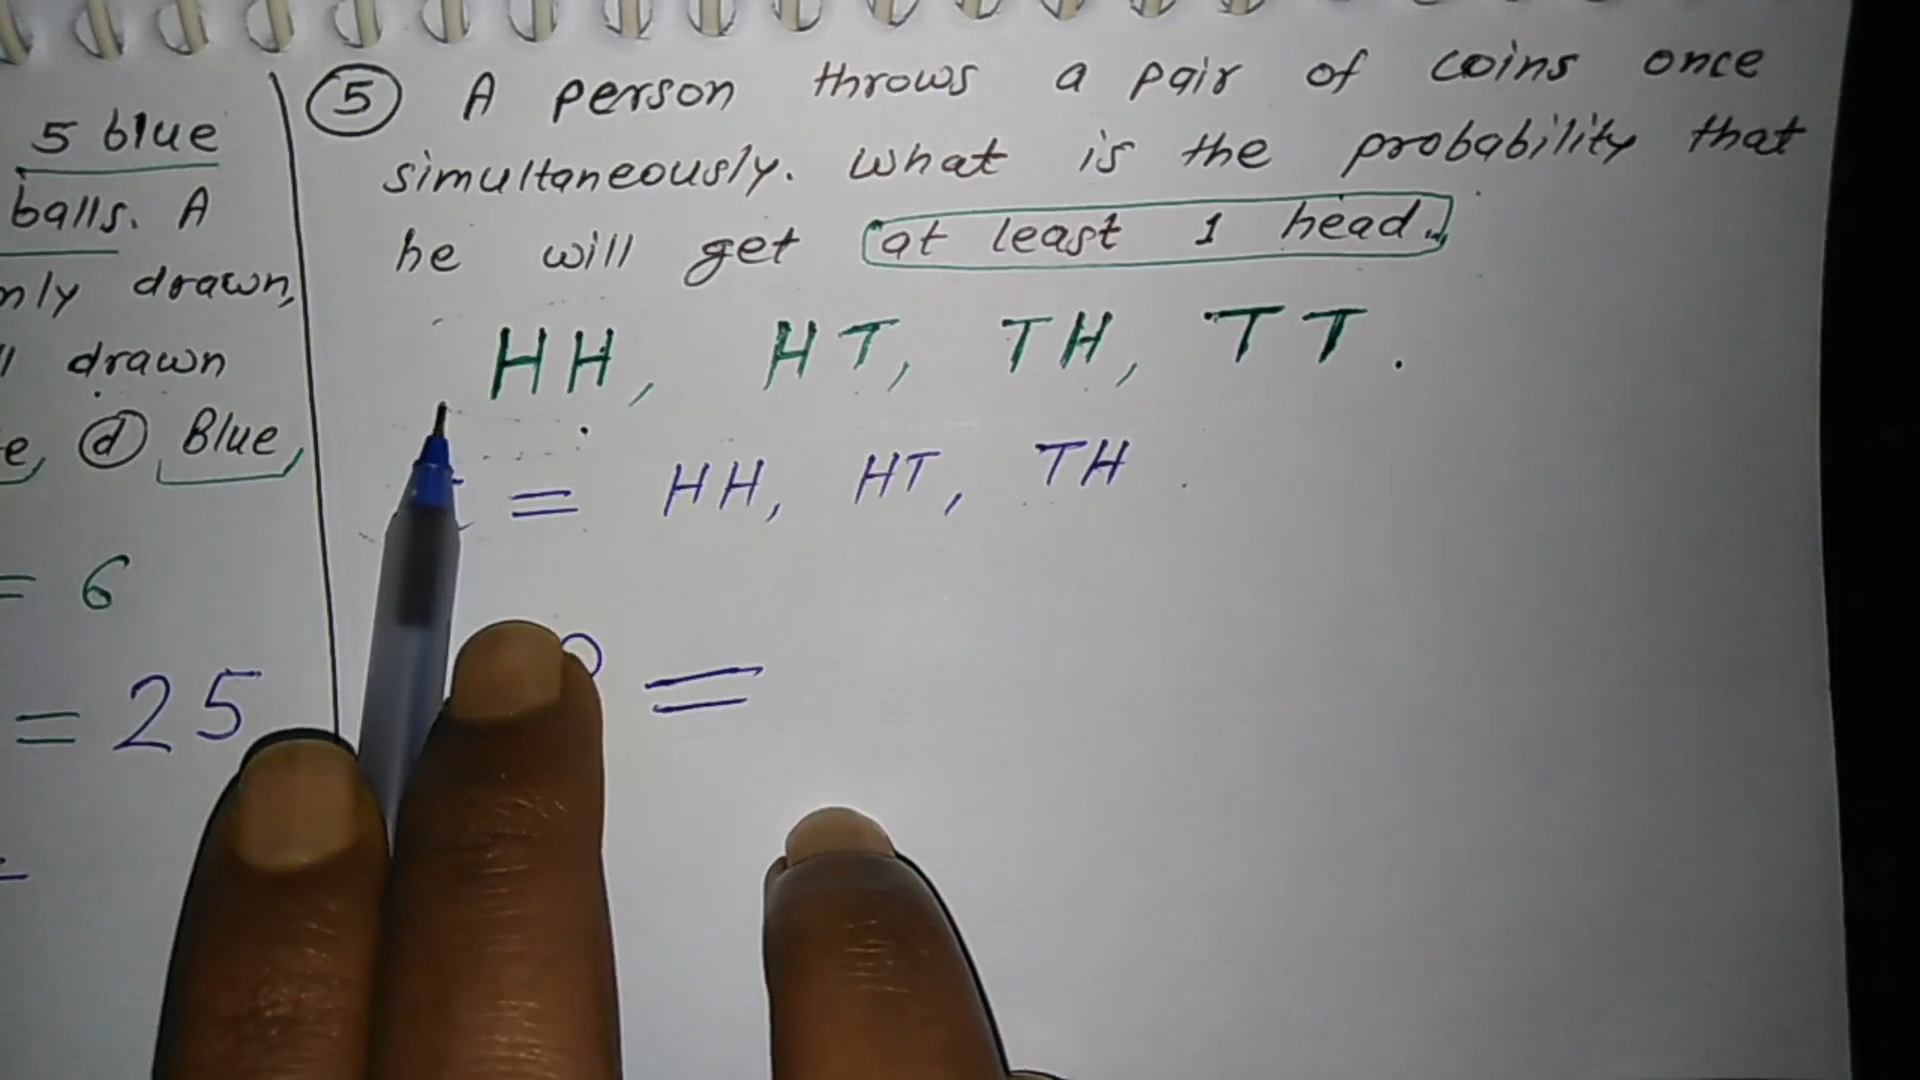 5 blue
balls. A
drawn,
drawn
ⓓ Blue,
= 6
= 25
⑤ A person throws a pair of coins once
simultaneously. What is the probability that
he will get at least 1 head.
HH, HT, TH, TT.
= HH, HT, TH
=